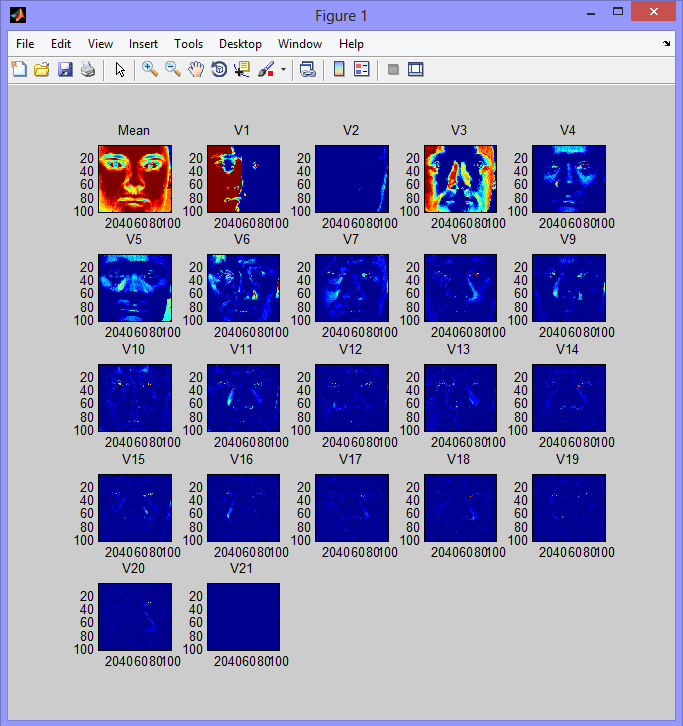 Figure 1
File Edit View Insert Tools Desktop Window Help
Mean V1 V2 V3 V4
20 20 20 20 20
40 40 40 40 40
60 60 60 60 60
80 80 80 80 80
100 100 100 100 100
20406080100 20406080100 20406080100 20406080100 20406080100
V5 V6 V7 V8 V9
20 20 20 20 20
40 40 40 40 40
60 60 60 60 60
80 80 80 80 80
100 100 100 100 100
20406080100 20406080100 20406080100 20406080100 20406080100
V10 V11 V12 V13 V14
20 20 20 20 20
40 40 40 40 40
60 60 60 60 60
80 80 80 80 80
100 100 100 100 100
20406080100 20406080100 20406080100 20406080100 20406080100
V15 V16 V17 V18 V19
20 20 20 20 20
40 40 40 40 40
60 60 60 60 60
80 80 80 80 80
100 100 100 100 100
20406080100 20406080100 20406080100 20406080100 20406080100
V20 V21
20 20
40 40
60 60
80 80
100 100
20406080100 20406080100